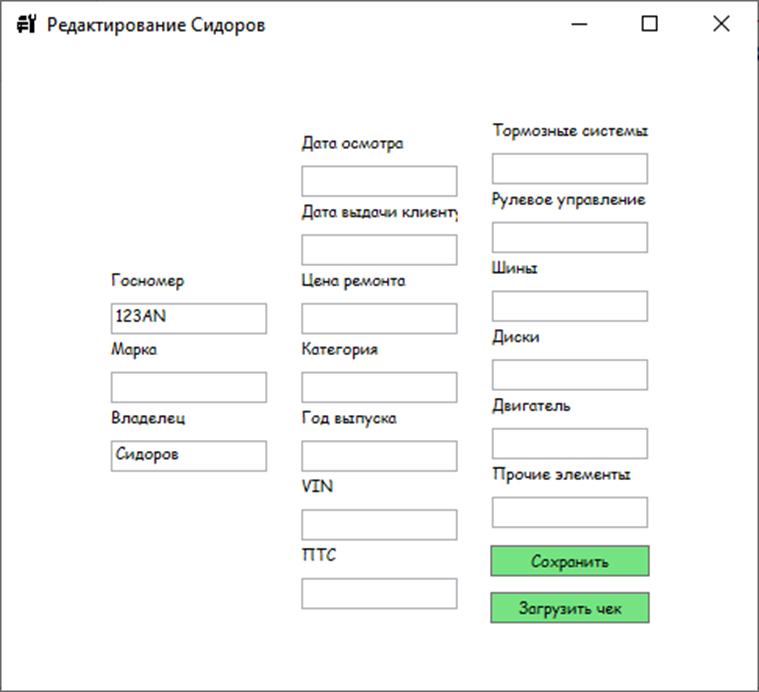 Редактирование Сидоров
Госномер
123AN
Марка
Владелец
Сидоров
Дата осмотра
Дата выдачи клиенту
Цена ремонта
Категория
Год выпуска
VIN
ПТС
Тормозные системы
Рулевое управление
Шины
Диски
Двигатель
Прочие элементы
Сохранить
Загрузить чек